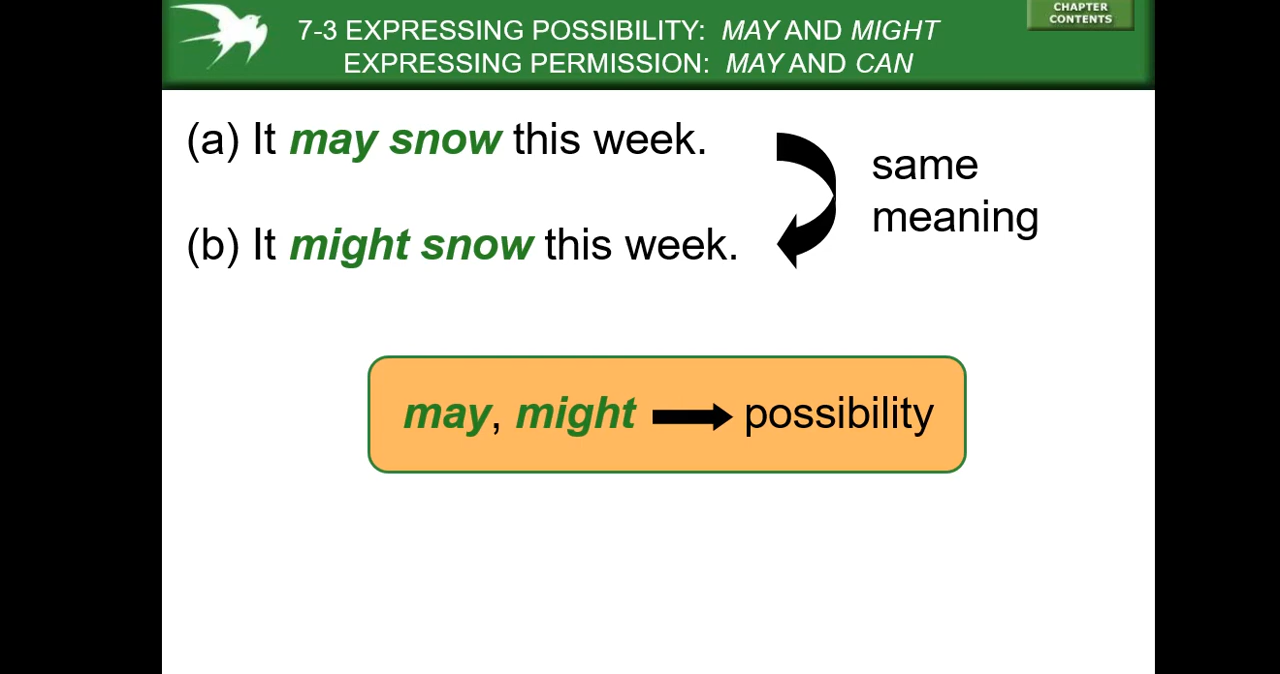 7-3 EXPRESSING POSSIBILITY: MAY AND MIGHT
EXPRESSING PERMISSION: MAY AND CAN
CHAPTER
CONTENTS
(a) It may snow this week.
(b) It might snow this week.
same
meaning
may, might possibility